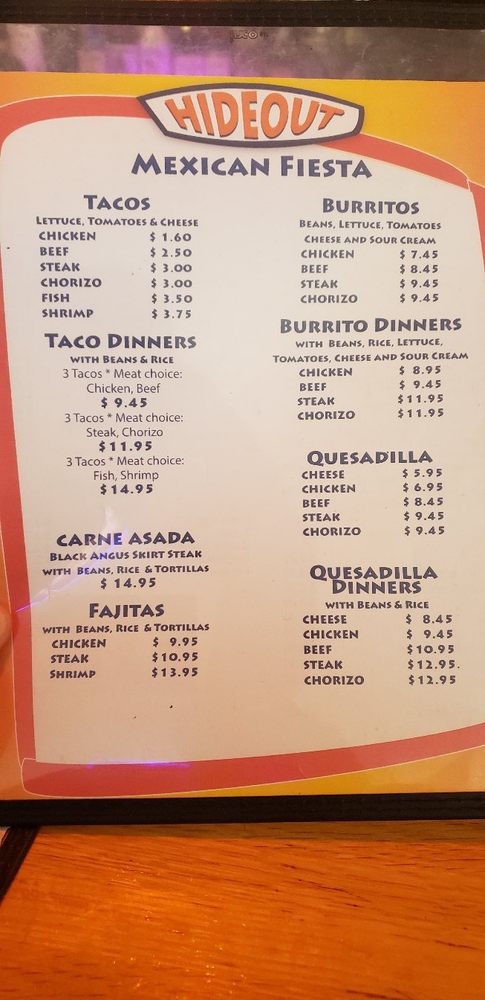 HIDEOUT
MEXICAN FIESTA
TACOS
LETTUCE, TOMATOES & CHEESE
CHICKEN $ 1.60
BEEF $ 2.50
STEAK $ 3.00
CHORIZO $ 3.00
FISH $ 3.50
SHRIMP $ 3.75
TACO DINNERS
WITH BEANS & RICE
3 Tacos * Meat choice:
Chicken, Beef
$ 9.45
3 Tacos * Meat choice:
Steak, Chorizo
$11.95
3 Tacos * Meat choice:
Fish, Shrimp
$14.95
CARNE ASADA
BLACK ANGUS SKIRT STEAK
WITH BEANS, RICE & TORTILLAS
$ 14.95
FAJITAS
WITH BEANS, RICE & TORTILLAS
CHICKEN $ 9.95
STEAK $10.95
SHRIMP $13.95
BURRITOS
BEANS, LETTUCE, TOMATOES
CHEESE AND SOUR CREAM
CHICKEN $ 7.45
BEEF $ 8.45
STEAK $ 9.45
CHORIZO $ 9.45
BURRITO DINNERS
WITH BEANS, RICE, LETTUCE,
TOMATOES, CHEESE AND SOUR CREAM
CHICKEN $ 8.95
BEEF $ 9.45
STEAK $11.95
CHORIZO $11.95
QUESADILLA
CHEESE $ 5.95
CHICKEN $ 6.95
BEEF $ 8.45
STEAK $ 9.45
CHORIZO $ 9.45
QUESADILLA
DINNERS
WITH BEANS & RICE
CHEESE $ 8.45
CHICKEN $ 9.45
BEEF $10.95
STEAK $12.95.
CHORIZO $12.95